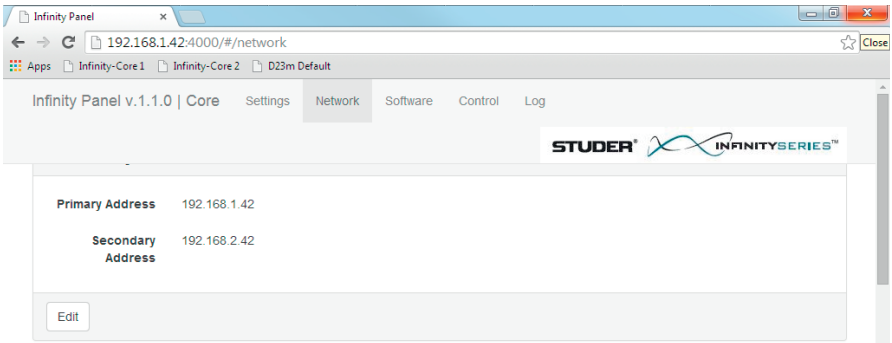 Infinity Panel
192.168.1.42:4000/#/network
Close
Apps Infinity-Core 1 Infinity-Core 2 D23m Default
Infinity Panel v.1.1.0 | Core Settings Network Software Control Log
STUDER® INFINITYSERIES™
Primary Address 192.168.1.42
Secondary Address 192.168.2.42
Edit